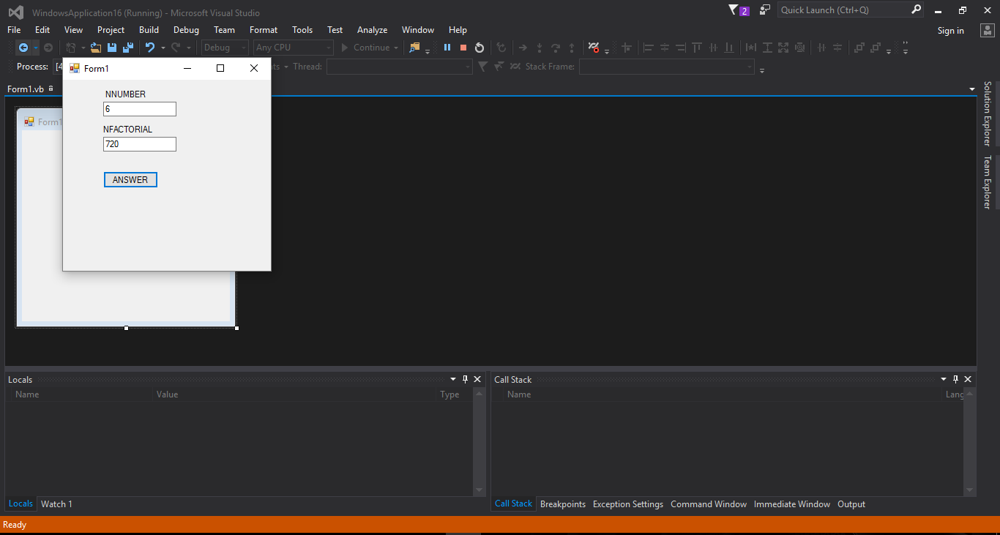 WindowsApplication16 (Running) - Microsoft Visual Studio
2
Quick Launch (Ctrl+Q)
File Edit View Project Build Debug Team Format Tools Test Analyze Window Help
Sign in
Debug Any CPU Continue
Process: Thread: Stack Frame:
Form1.vb
Form1
NNUMBER
6
NFACTORIAL
720
ANSWER
Form1
Solution Explorer
Team Explorer
Locals
Name Value Type
Locals Watch 1
Call Stack
Name Lang
Call Stack Breakpoints Exception Settings Command Window Immediate Window Output
Ready